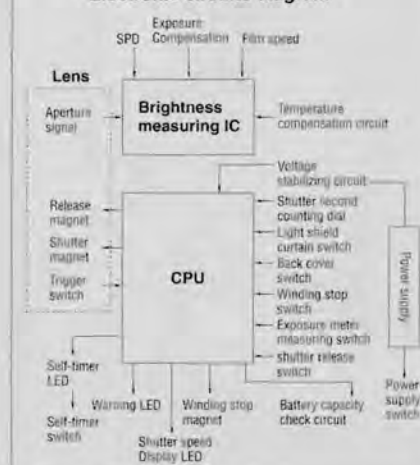 Exposure
SPD Compensation Film speed
Lens
Aperture
signal
Brightness
measuring IC
Temperature
compensation circuit
Voltage
stabilizing circuit
Release
magnet
Shutter
magnet
Trigger
switch
CPU
Shutter second
counting dial
Light shield
curtain switch
Back cover
switch
Winding stop
switch
Exposure meter
measuring switch
shutter release
switch
Power supply
Self-timer
LED
Self-timer
switch
Warning LED
Shutter speed
Display LED
Winding stop
magnet
Battery capacity
check circuit
Power
supply
switch